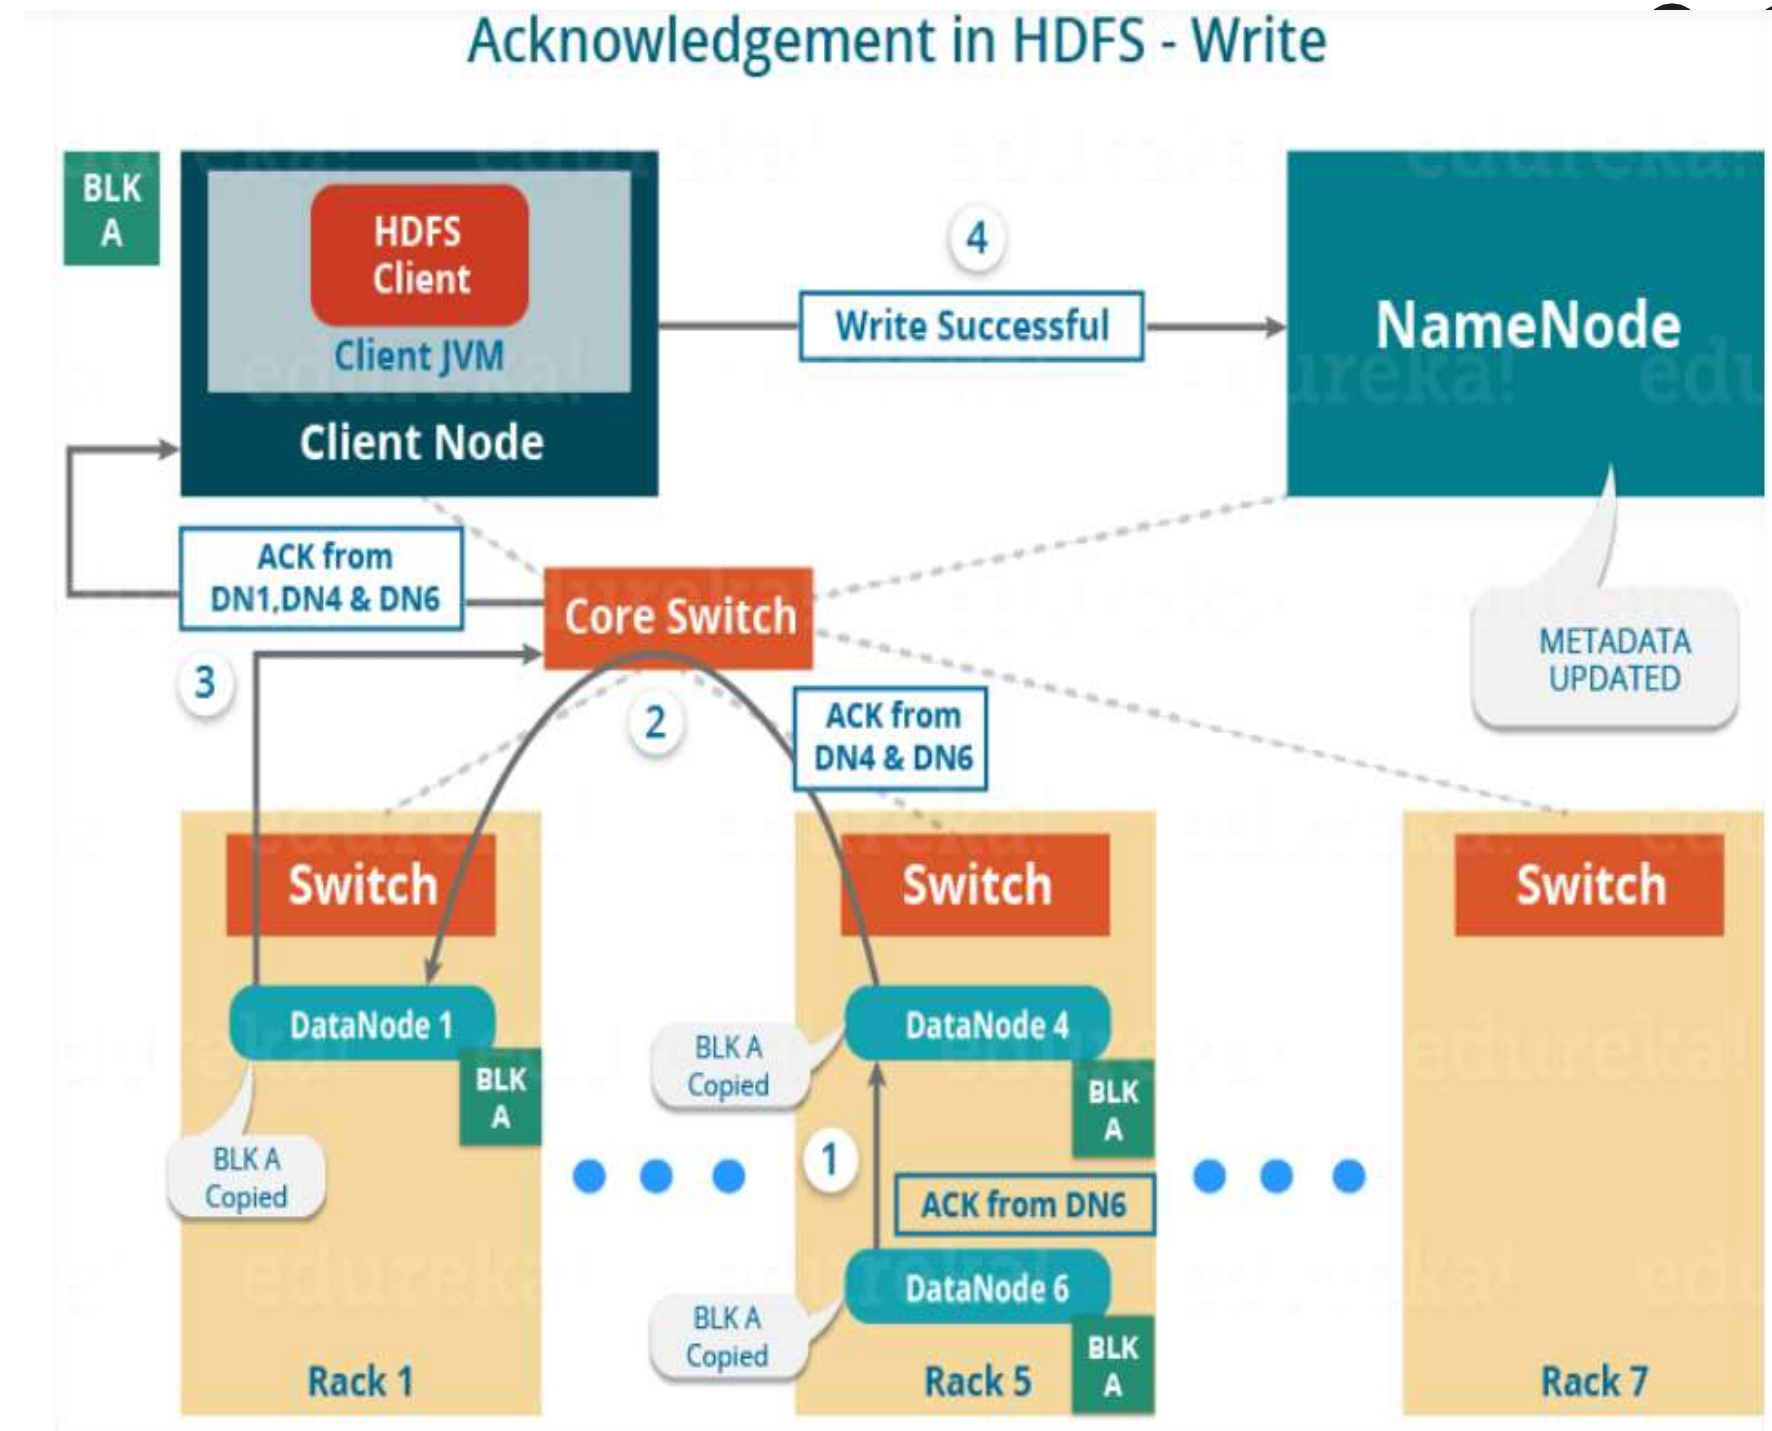 Acknowledgement in HDFS - Write
BLK
A
HDFS
Client
Client JVM
Client Node
4
Write Successful
NameNode
ACK from
DN1,DN4 & DN6
Core Switch
METADATA
UPDATED
3
2
ACK from
DN4 & DN6
Switch
Switch
Switch
DataNode 1
BLK
A
BLK A
Copied
DataNode 4
BLK A
Copied
BLK
A
1
ACK from DN6
DataNode 6
BLK A
Copied
BLK
A
Rack 1
Rack 5
Rack 7
edureka!